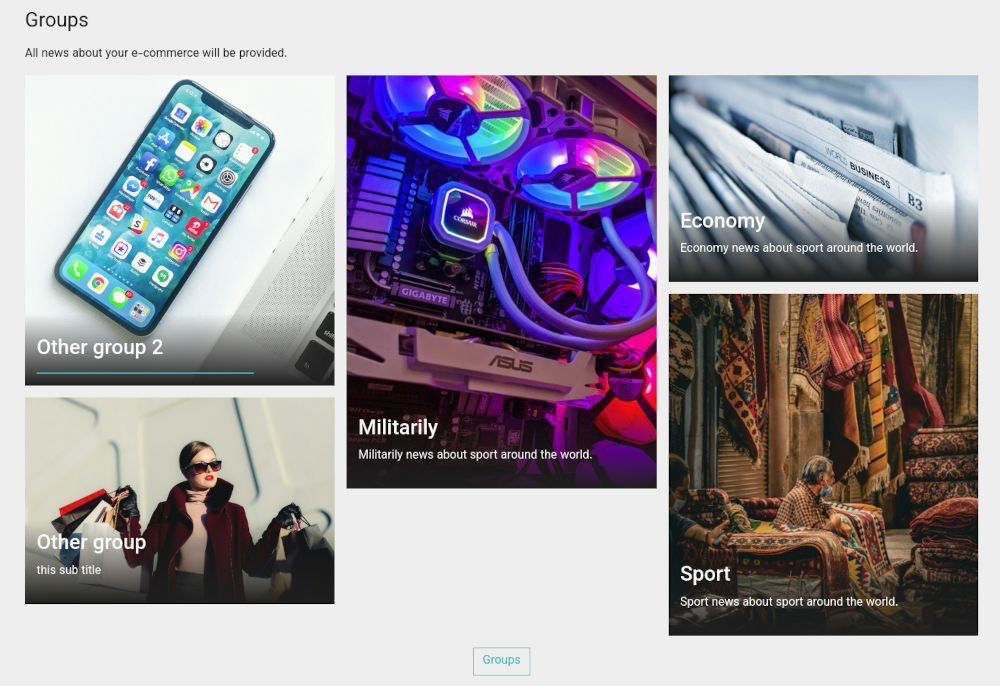 Groups
All news about your e-commerce will be provided.
Other group 2
Other group
this sub title
CORSAIR
GIGABYTE
ASUS
Militarily
Militarily news about sport around the world.
WORLD BUSINESS
B3
Economy
Economy news about sport around the world.
Sport
Sport news about sport around the world.
Groups